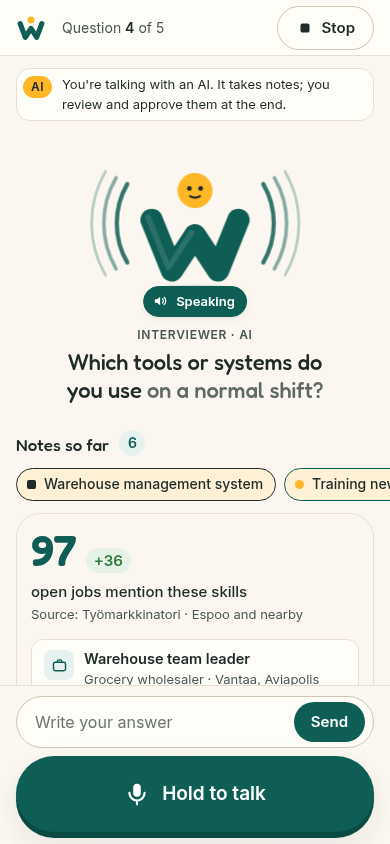 Question 4 of 5
Stop
AI
You're talking with an AI. It takes notes; you
review and approve them at the end.
Speaking
INTERVIEWER · AI
Which tools or systems do
you use on a normal shift?
Notes so far 6
Warehouse management system
Training
97 +36
open jobs mention these skills
Source: Työmarkkinatori · Espoo and nearby
Warehouse team leader
Grocery wholesaler · Vantaa, Aviapolis
Write your answer
Send
Hold to talk